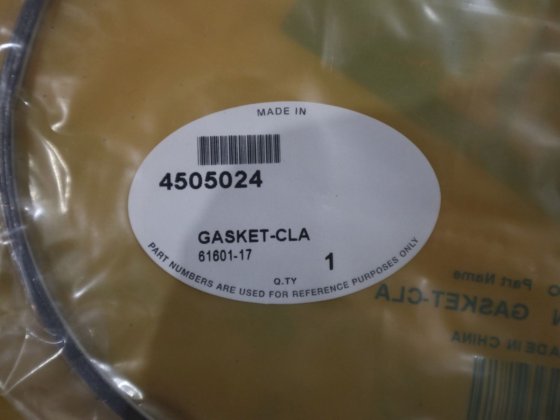 MADE IN
4505024
GASKET-CLA
61601-17
Q.TY 1
PART NUMBERS ARE USED FOR REFERENCE PURPOSES ONLY
Part Name
GASKET-CLA
MADE IN CHINA